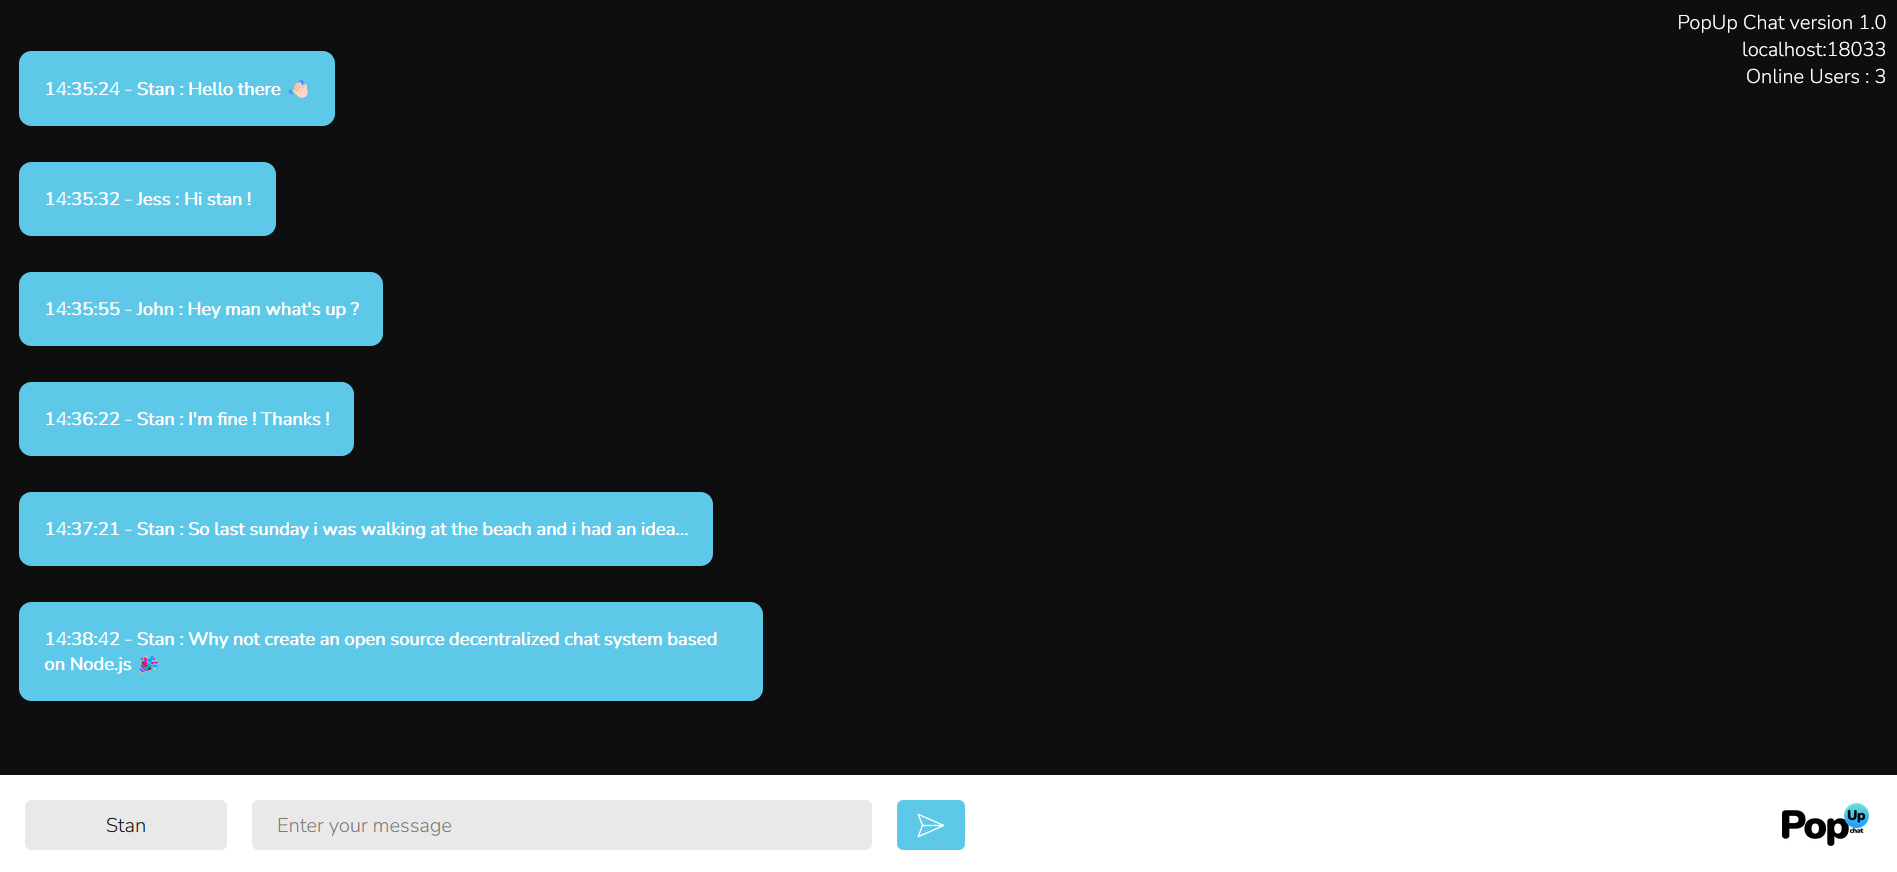 PopUp Chat version 1.0
localhost:18033
Online Users : 3
14:35:24 - Stan : Hello there 👋🏻
14:35:32 - Jess : Hi stan !
14:35:55 - John : Hey man what's up ?
14:36:22 - Stan : I'm fine ! Thanks !
14:37:21 - Stan : So last sunday i was walking at the beach and i had an idea...
14:38:42 - Stan : Why not create an open source decentralized chat system based
on Node.js 🎉
Stan
Enter your message
PopUp
chat